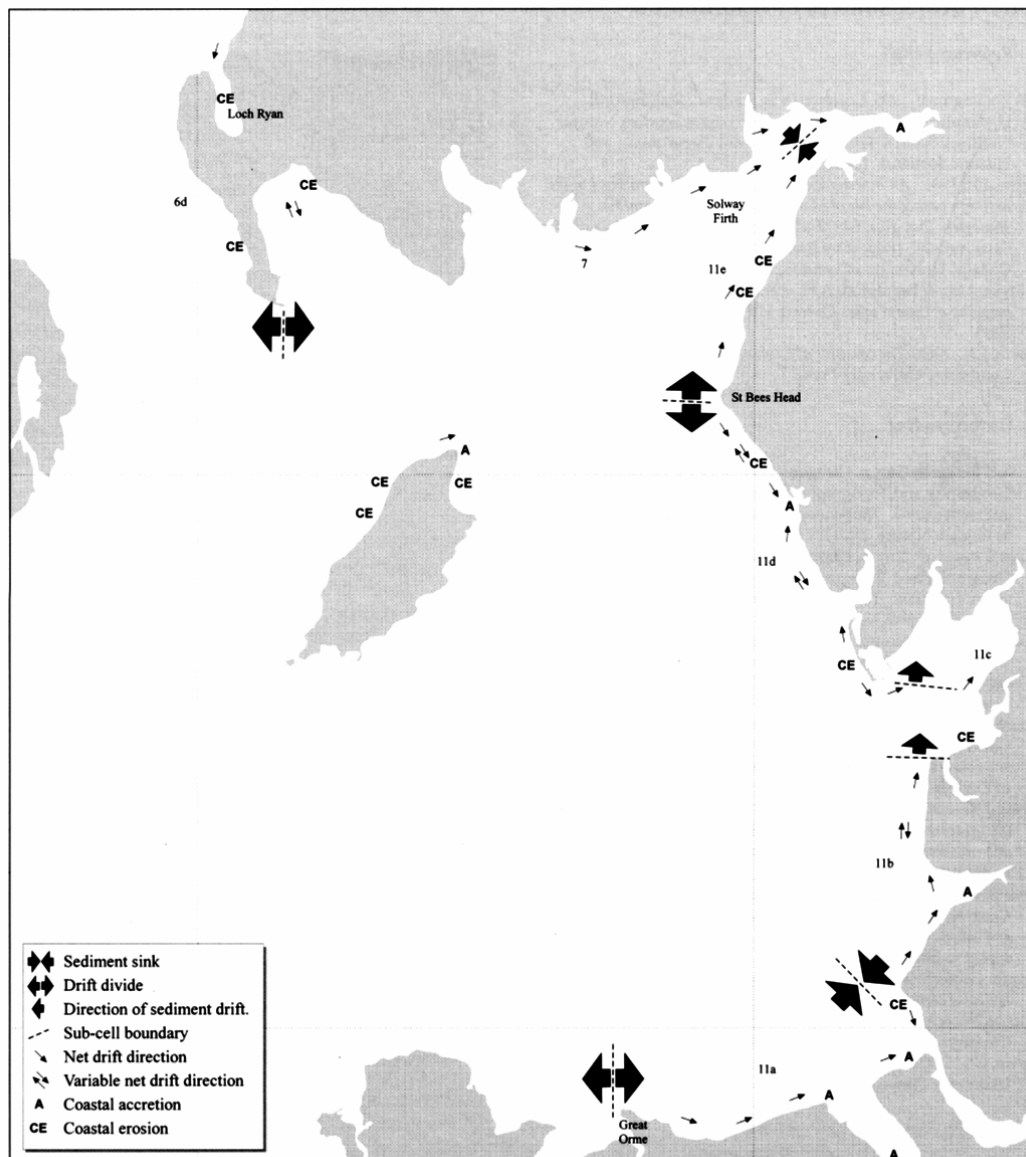 CE
Loch Ryan
A
CE
6d
Solway
Firth
CE
7
11e
CE
CE
St Bees Head
A
CE
CE
CE
CE
A
11d
11c
CE
CE
11b
A
Sediment sink
Drift divide
Direction of sediment drift.
Sub-cell boundary
Net drift direction
Variable net drift direction
A Coastal accretion
CE Coastal erosion
CE
11a
A
A
Great
Orme
A